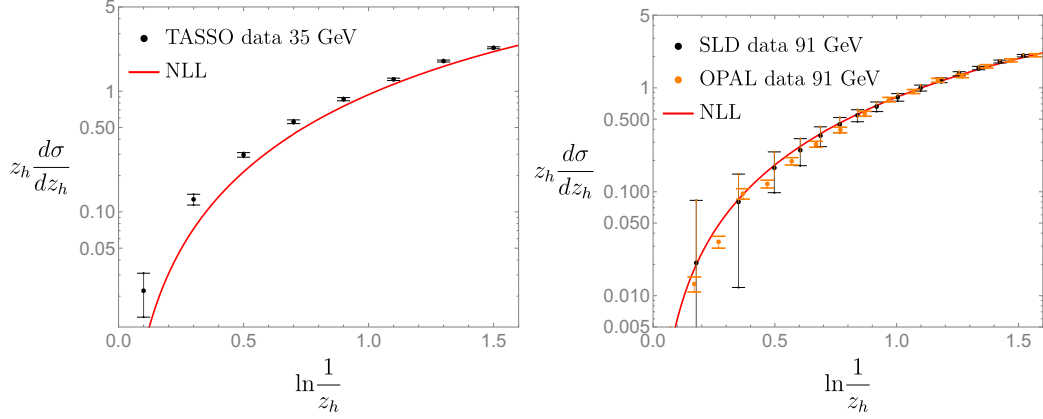 TASSO data 35 GeV
NLL
5
1
0.50
0.10
0.05
z_h dσ/dz_h
0.0 0.5 1.0 1.5
ln 1/z_h
SLD data 91 GeV
OPAL data 91 GeV
NLL
5
1
0.500
0.100
0.050
0.010
0.005
z_h dσ/dz_h
0.0 0.5 1.0 1.5
ln 1/z_h